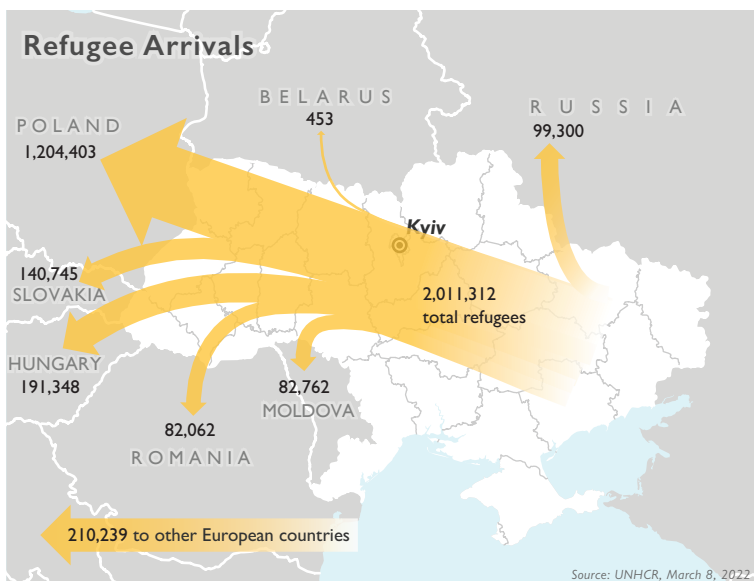 Refugee Arrivals
BELARUS
453
RUSSIA
99,300
POLAND
1,204,403
Kyiv
140,745
SLOVAKIA
2,011,312
total refugees
HUNGARY
191,348
82,762
MOLDOVA
82,062
ROMANIA
210,239 to other European countries
Source: UNHCR, March 8, 2022